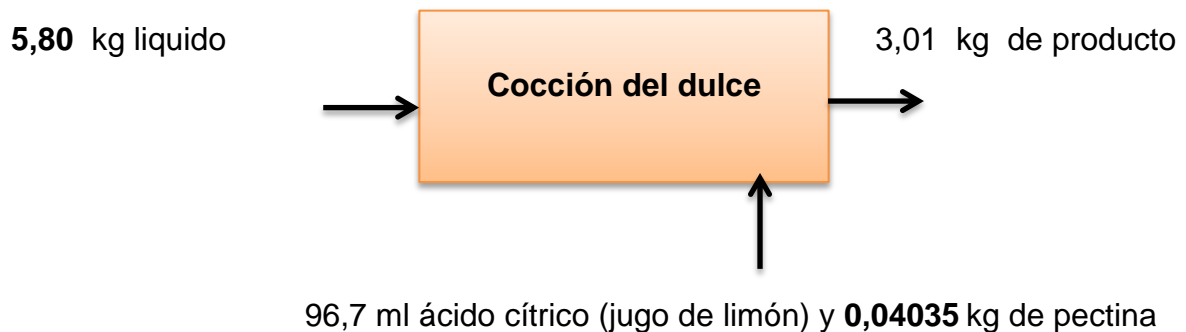 5,80 kg liquido
3,01 kg de producto
Cocción del dulce
96,7 ml ácido cítrico (jugo de limón) y 0,04035 kg de pectina